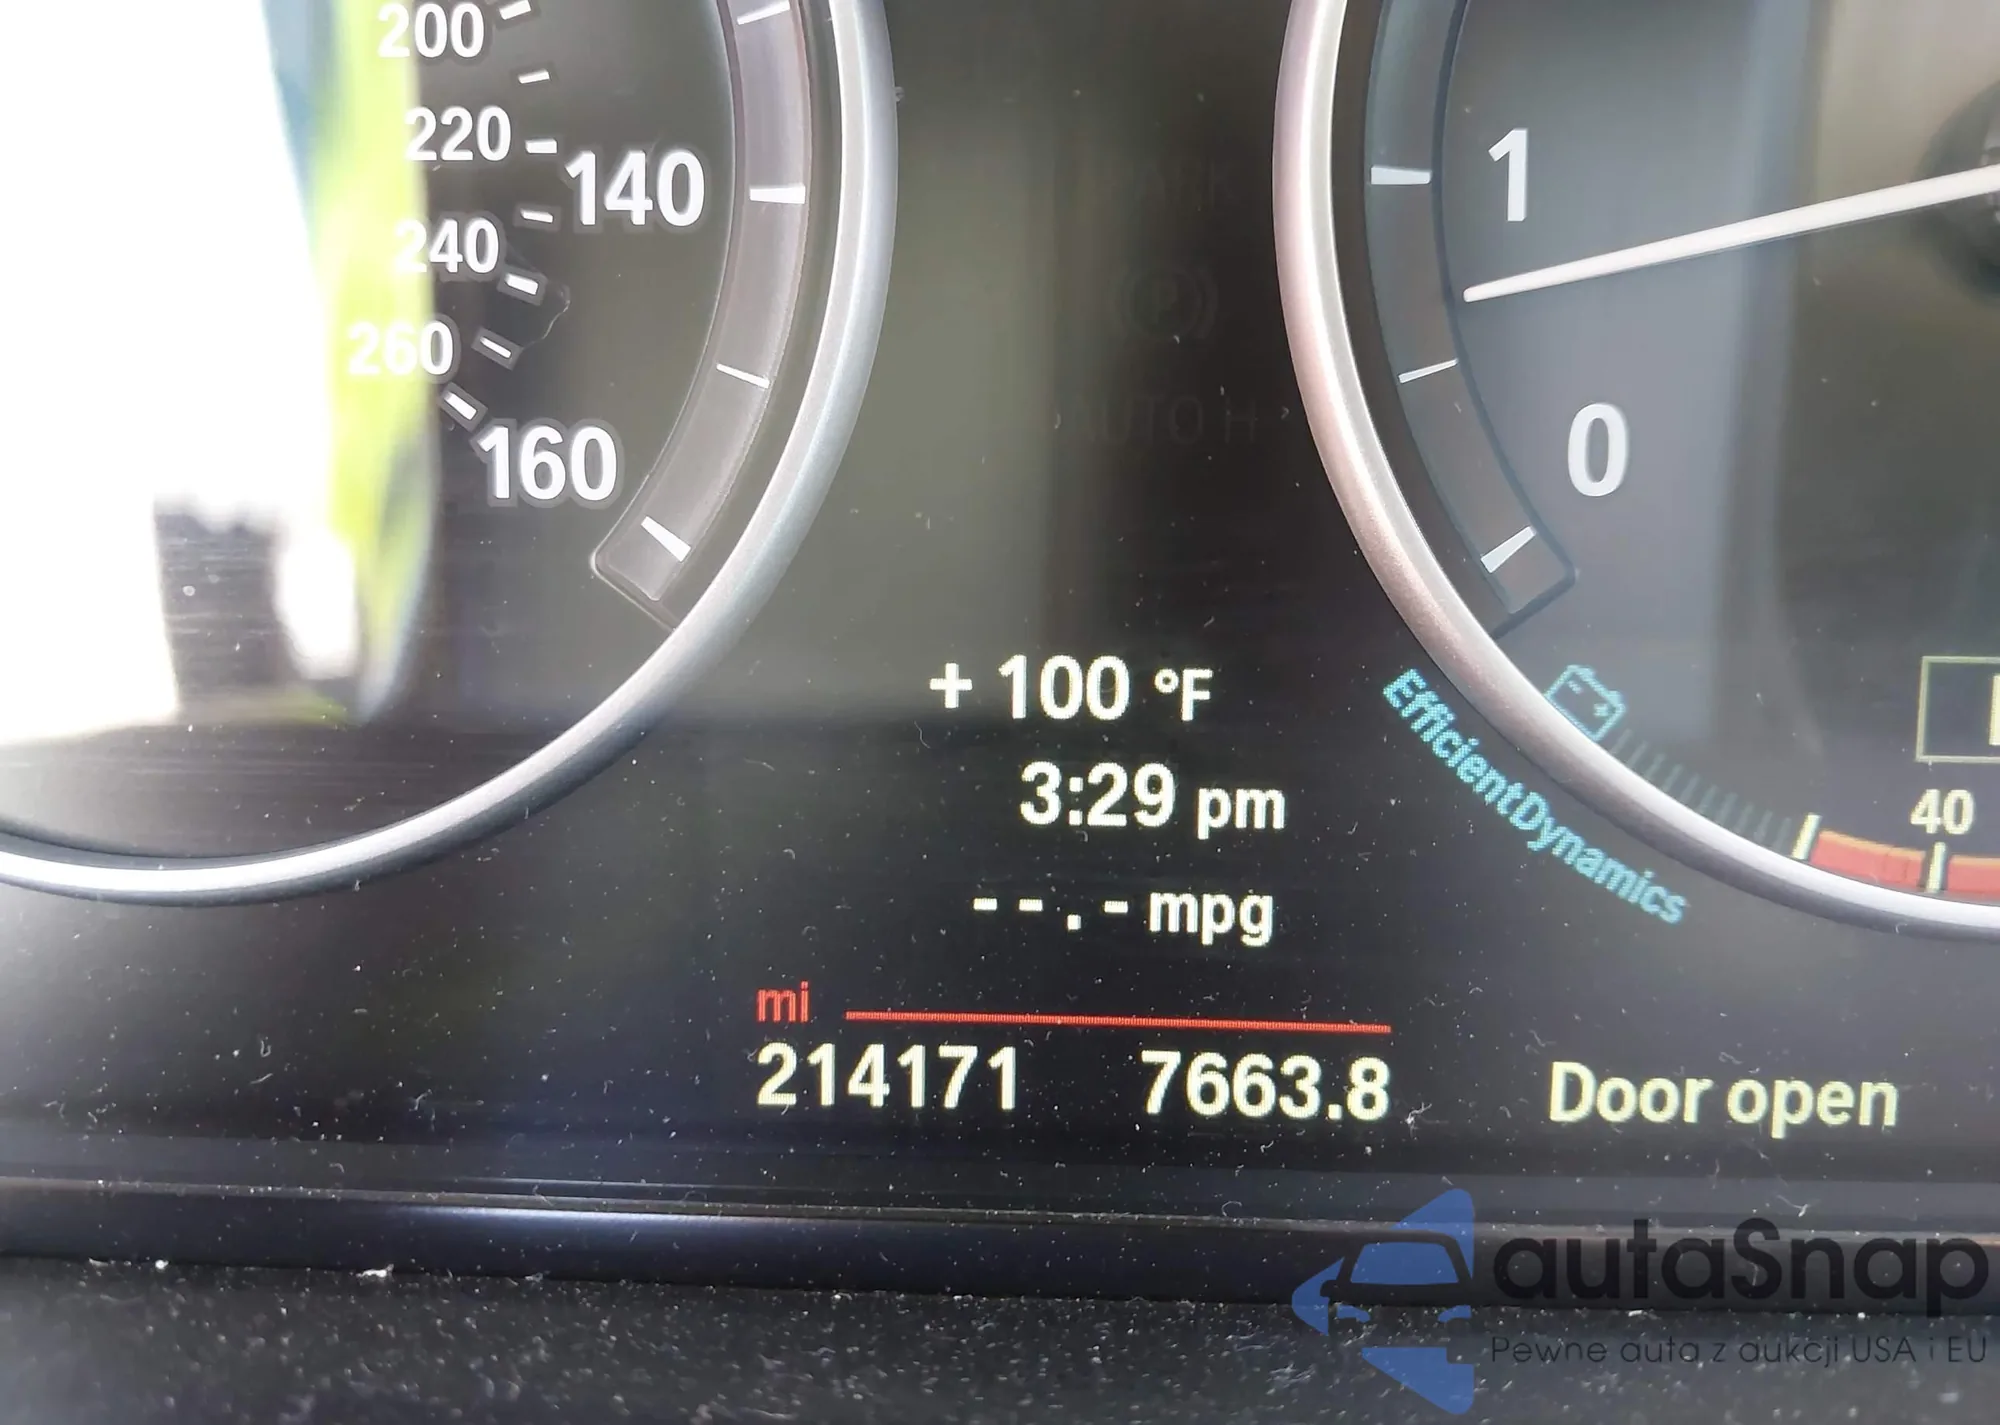 200
220
140
240
260
160
1
0
+ 100 °F
3:29 pm
--.- mpg
EfficientDynamics
40
mi
214171 7663.8
Door open
autaSnap
Pewne auta z aukcji USA i EU